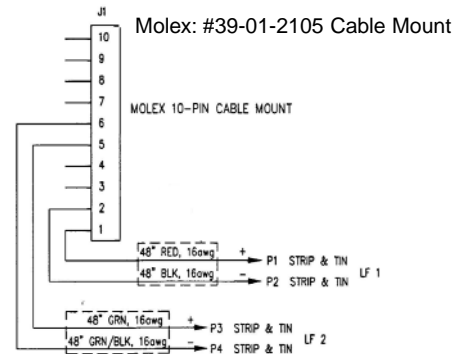 J1
Molex: #39-01-2105 Cable Mount
10
9
8
7
MOLEX 10-PIN CABLE MOUNT
6
5
4
3
2
1
48" RED, 16awg + P1 STRIP & TIN
LF 1
48" BLK, 16awg - P2 STRIP & TIN
48" GRN, 16awg + P3 STRIP & TIN
LF 2
48" GRN/BLK, 16awg - P4 STRIP & TIN